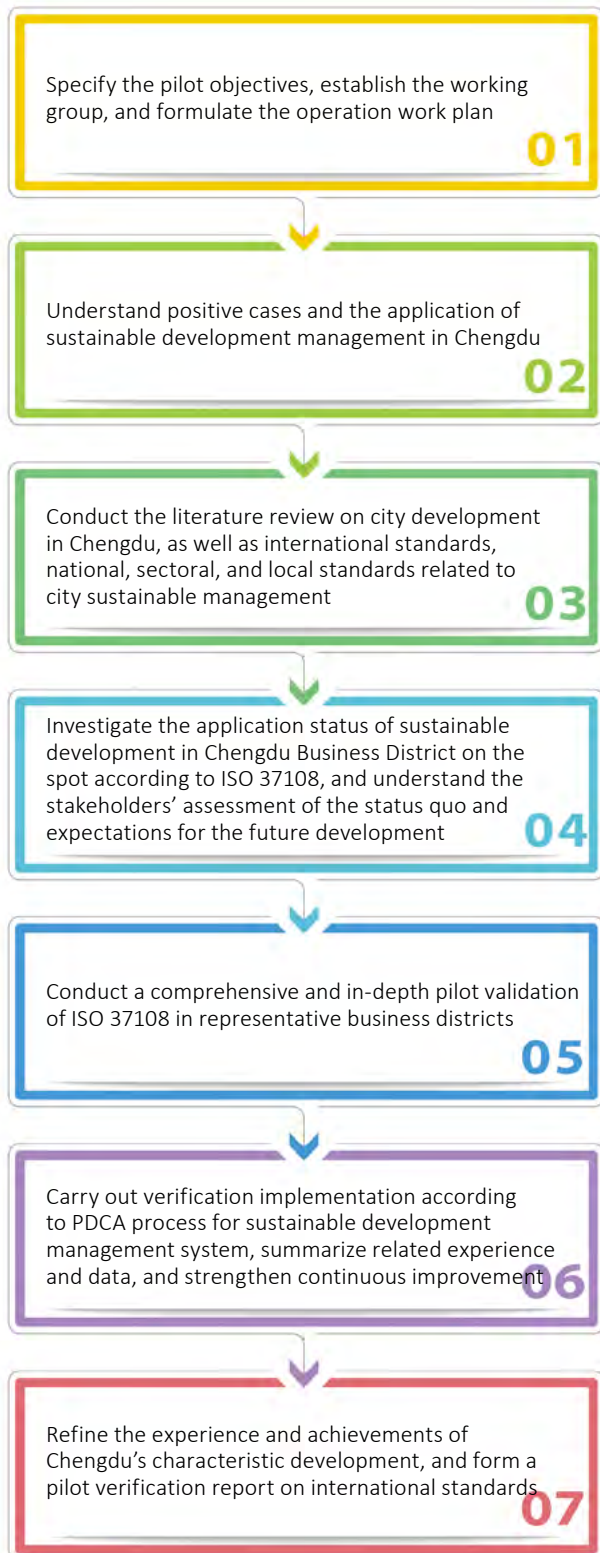 Specify the pilot objectives, establish the working
group, and formulate the operation work plan
01
Understand positive cases and the application of
sustainable development management in Chengdu
02
Conduct the literature review on city development
in Chengdu, as well as international standards,
national, sectoral, and local standards related to
city sustainable management
03
Investigate the application status of sustainable
development in Chengdu Business District on the
spot according to ISO 37108, and understand the
stakeholders’ assessment of the status quo and
expectations for the future development
04
Conduct a comprehensive and in-depth pilot validation
of ISO 37108 in representative business districts
05
Carry out verification implementation according
to PDCA process for sustainable development
management system, summarize related experience
and data, and strengthen continuous improvement
06
Refine the experience and achievements of
Chengdu’s characteristic development, and form a
pilot verification report on international standards
07